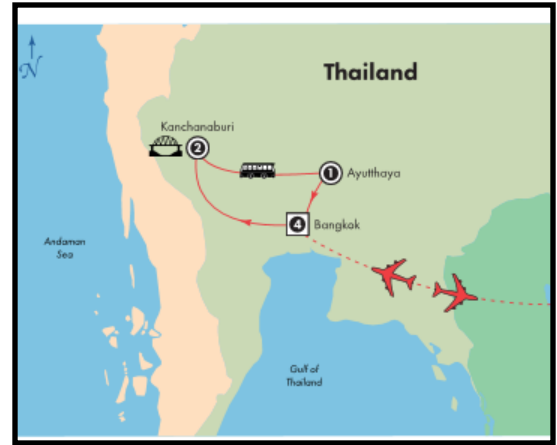 N
Thailand
Kanchanaburi
2
1
Ayutthaya
4
Bangkok
Andaman
Sea
Gulf of
Thailand